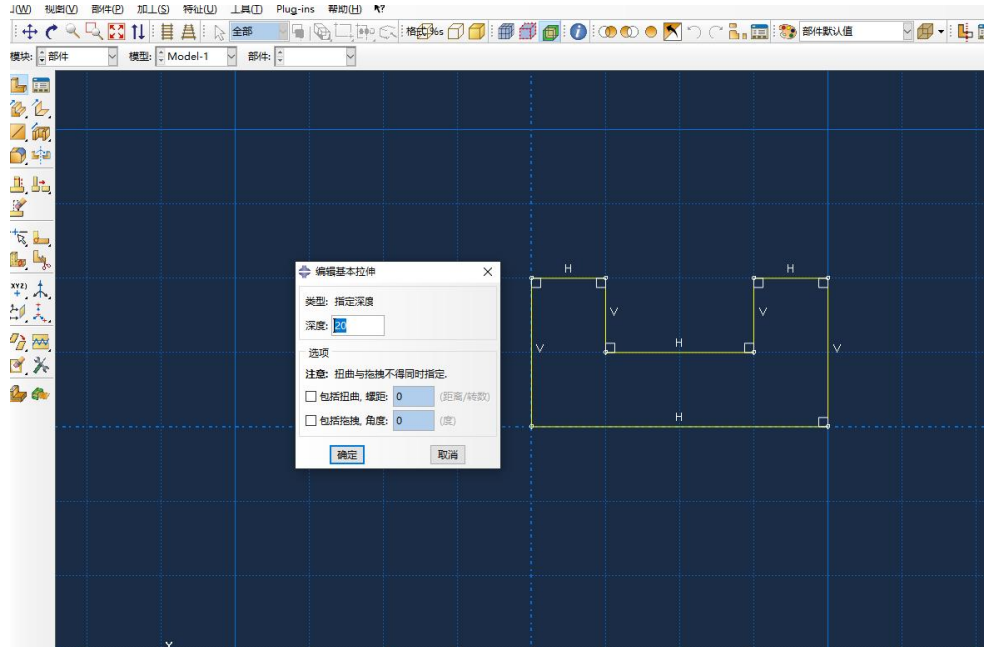 视图(V) 部件(P) 加工(S) 特征(U) 工具(T) Plug-ins 帮助(H)
全部 部件默认值
模块: 部件 模型: Model-1 部件:
编辑基本拉伸
类型: 指定深度
深度: 20
选项
注意: 扭曲与拖拽不得同时指定.
包括扭曲, 螺距: 0 (距离/转数)
包括拖拽, 角度: 0 (度)
确定 取消
H H
V V
V H V
H